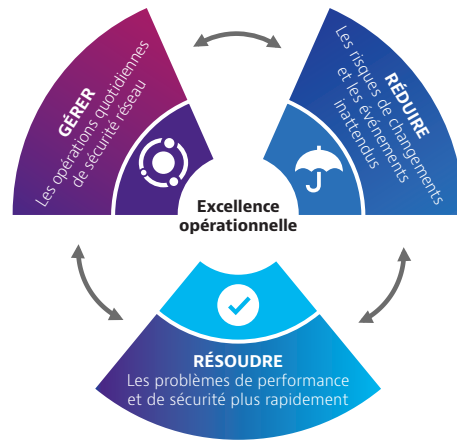 GÉRER
Les opérations quotidiennes
de sécurité réseau
RÉDUIRE
Les risques de changements
et les événements
inattendus
Excellence
opérationnelle
RÉSOUDRE
Les problèmes de performance
et de sécurité plus rapidement